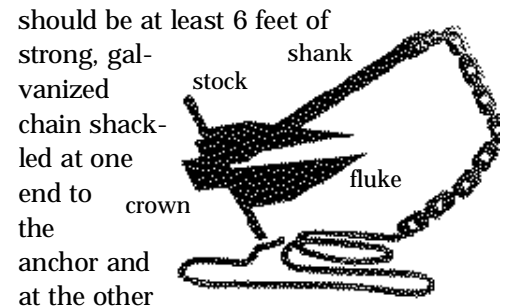 should be at least 6 feet of
strong, gal-
vanized
chain shack-
led at one
end to
the
anchor and
at the other
shank
stock
fluke
crown